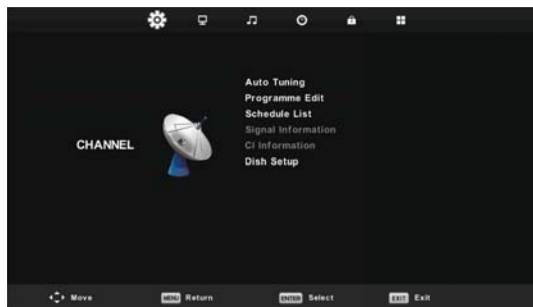 Auto Tuning
Programme Edit
Schedule List
Signal Information
CHANNEL
CI Information
Dish Setup
Move
MENU Return
ENTER Select
EXIT Exit